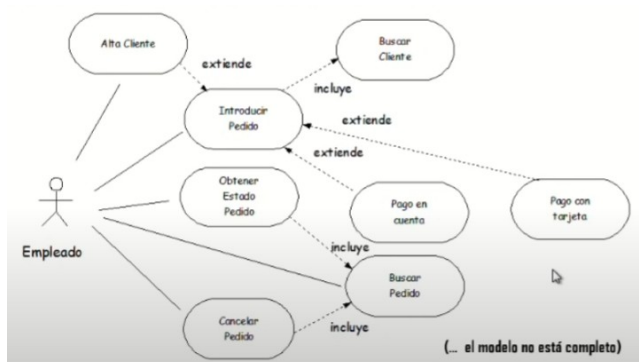 Alta Cliente
Buscar
Cliente
extiende
incluye
Introducir
Pedido
extiende
extiende
Obtener
Estado
Pedido
Pago en
cuenta
Pago con
tarjeta
Empleado
incluye
Buscar
Pedido
Cancelar
Pedido
incluye
(... el modelo no está completo)